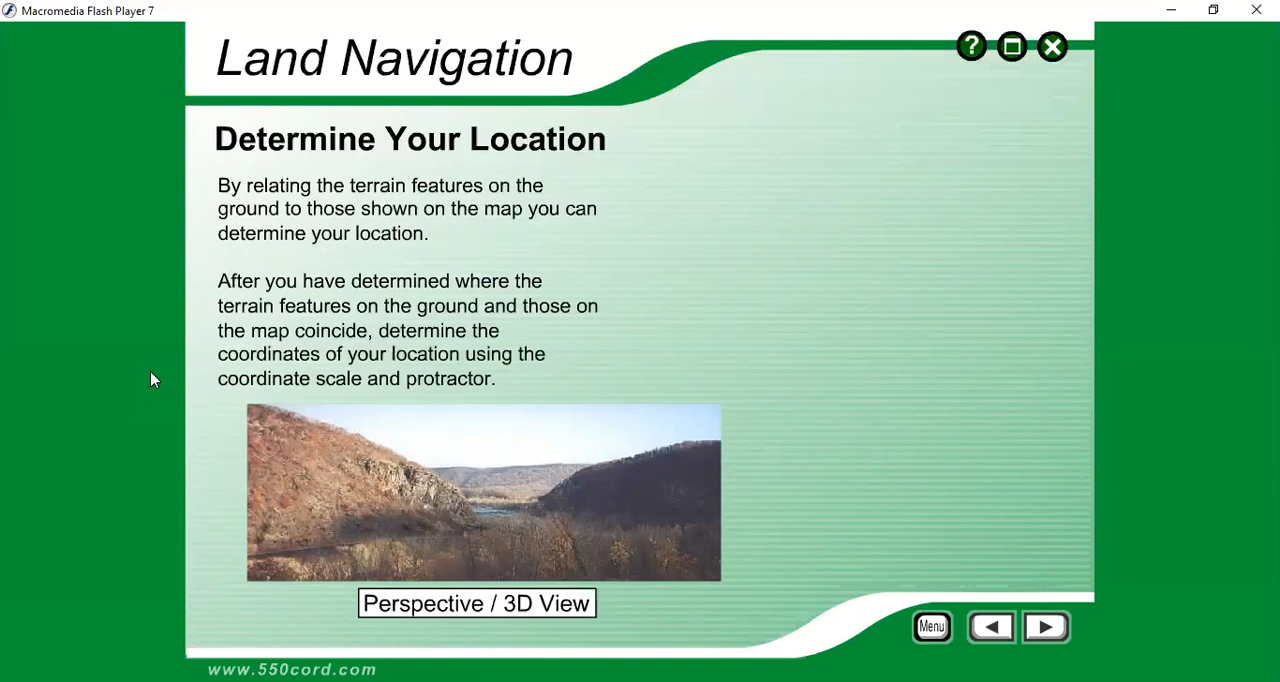 Macromedia Flash Player 7
Land Navigation
?
Determine Your Location
By relating the terrain features on the
ground to those shown on the map you can
determine your location.
After you have determined where the
terrain features on the ground and those on
the map coincide, determine the
coordinates of your location using the
coordinate scale and protractor.
Perspective / 3D View
Menu
www.550cord.com